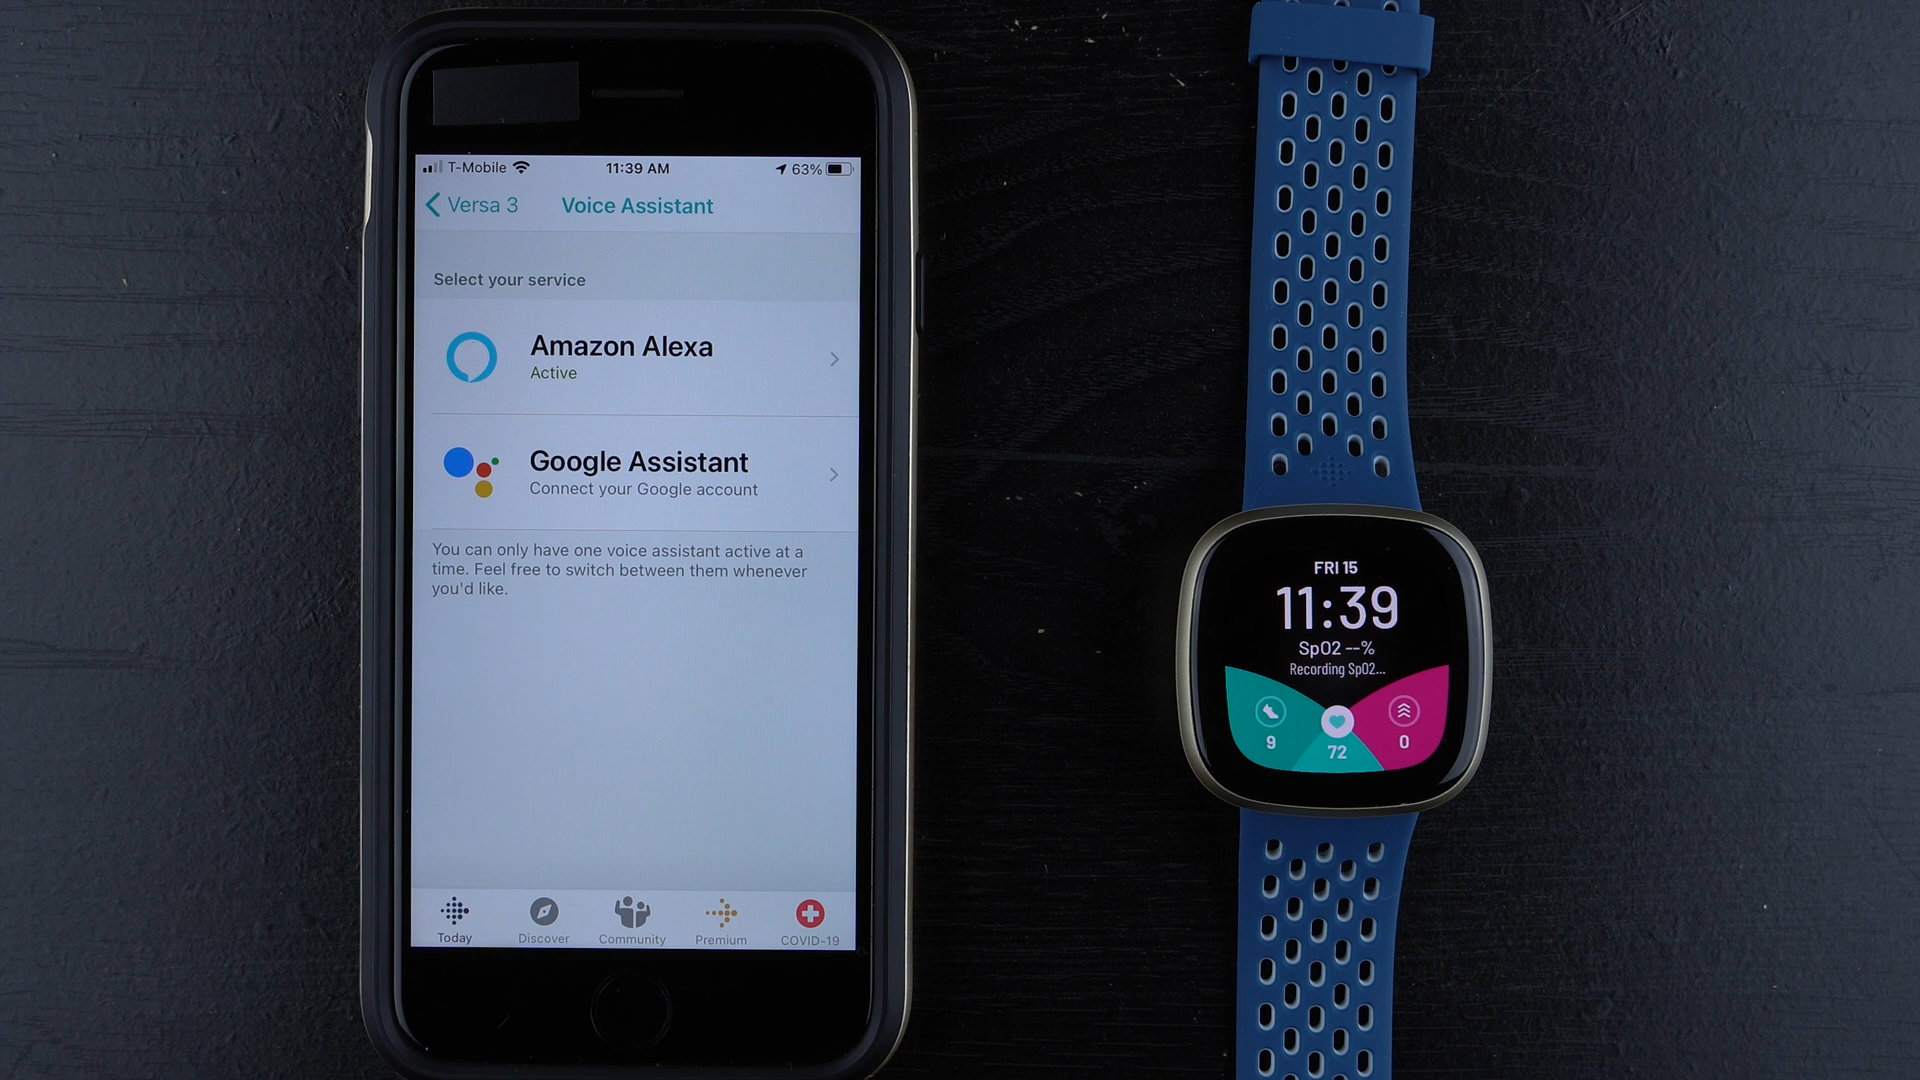 T-Mobile 11:39 AM 63%
Versa 3 Voice Assistant
Select your service
Amazon Alexa
Active
Google Assistant
Connect your Google account
You can only have one voice assistant active at a
time. Feel free to switch between them whenever
you'd like.
Today Discover Community Premium COVID-19
FRI 15
11:39
SpO2 --%
Recording SpO2...
9 72 0